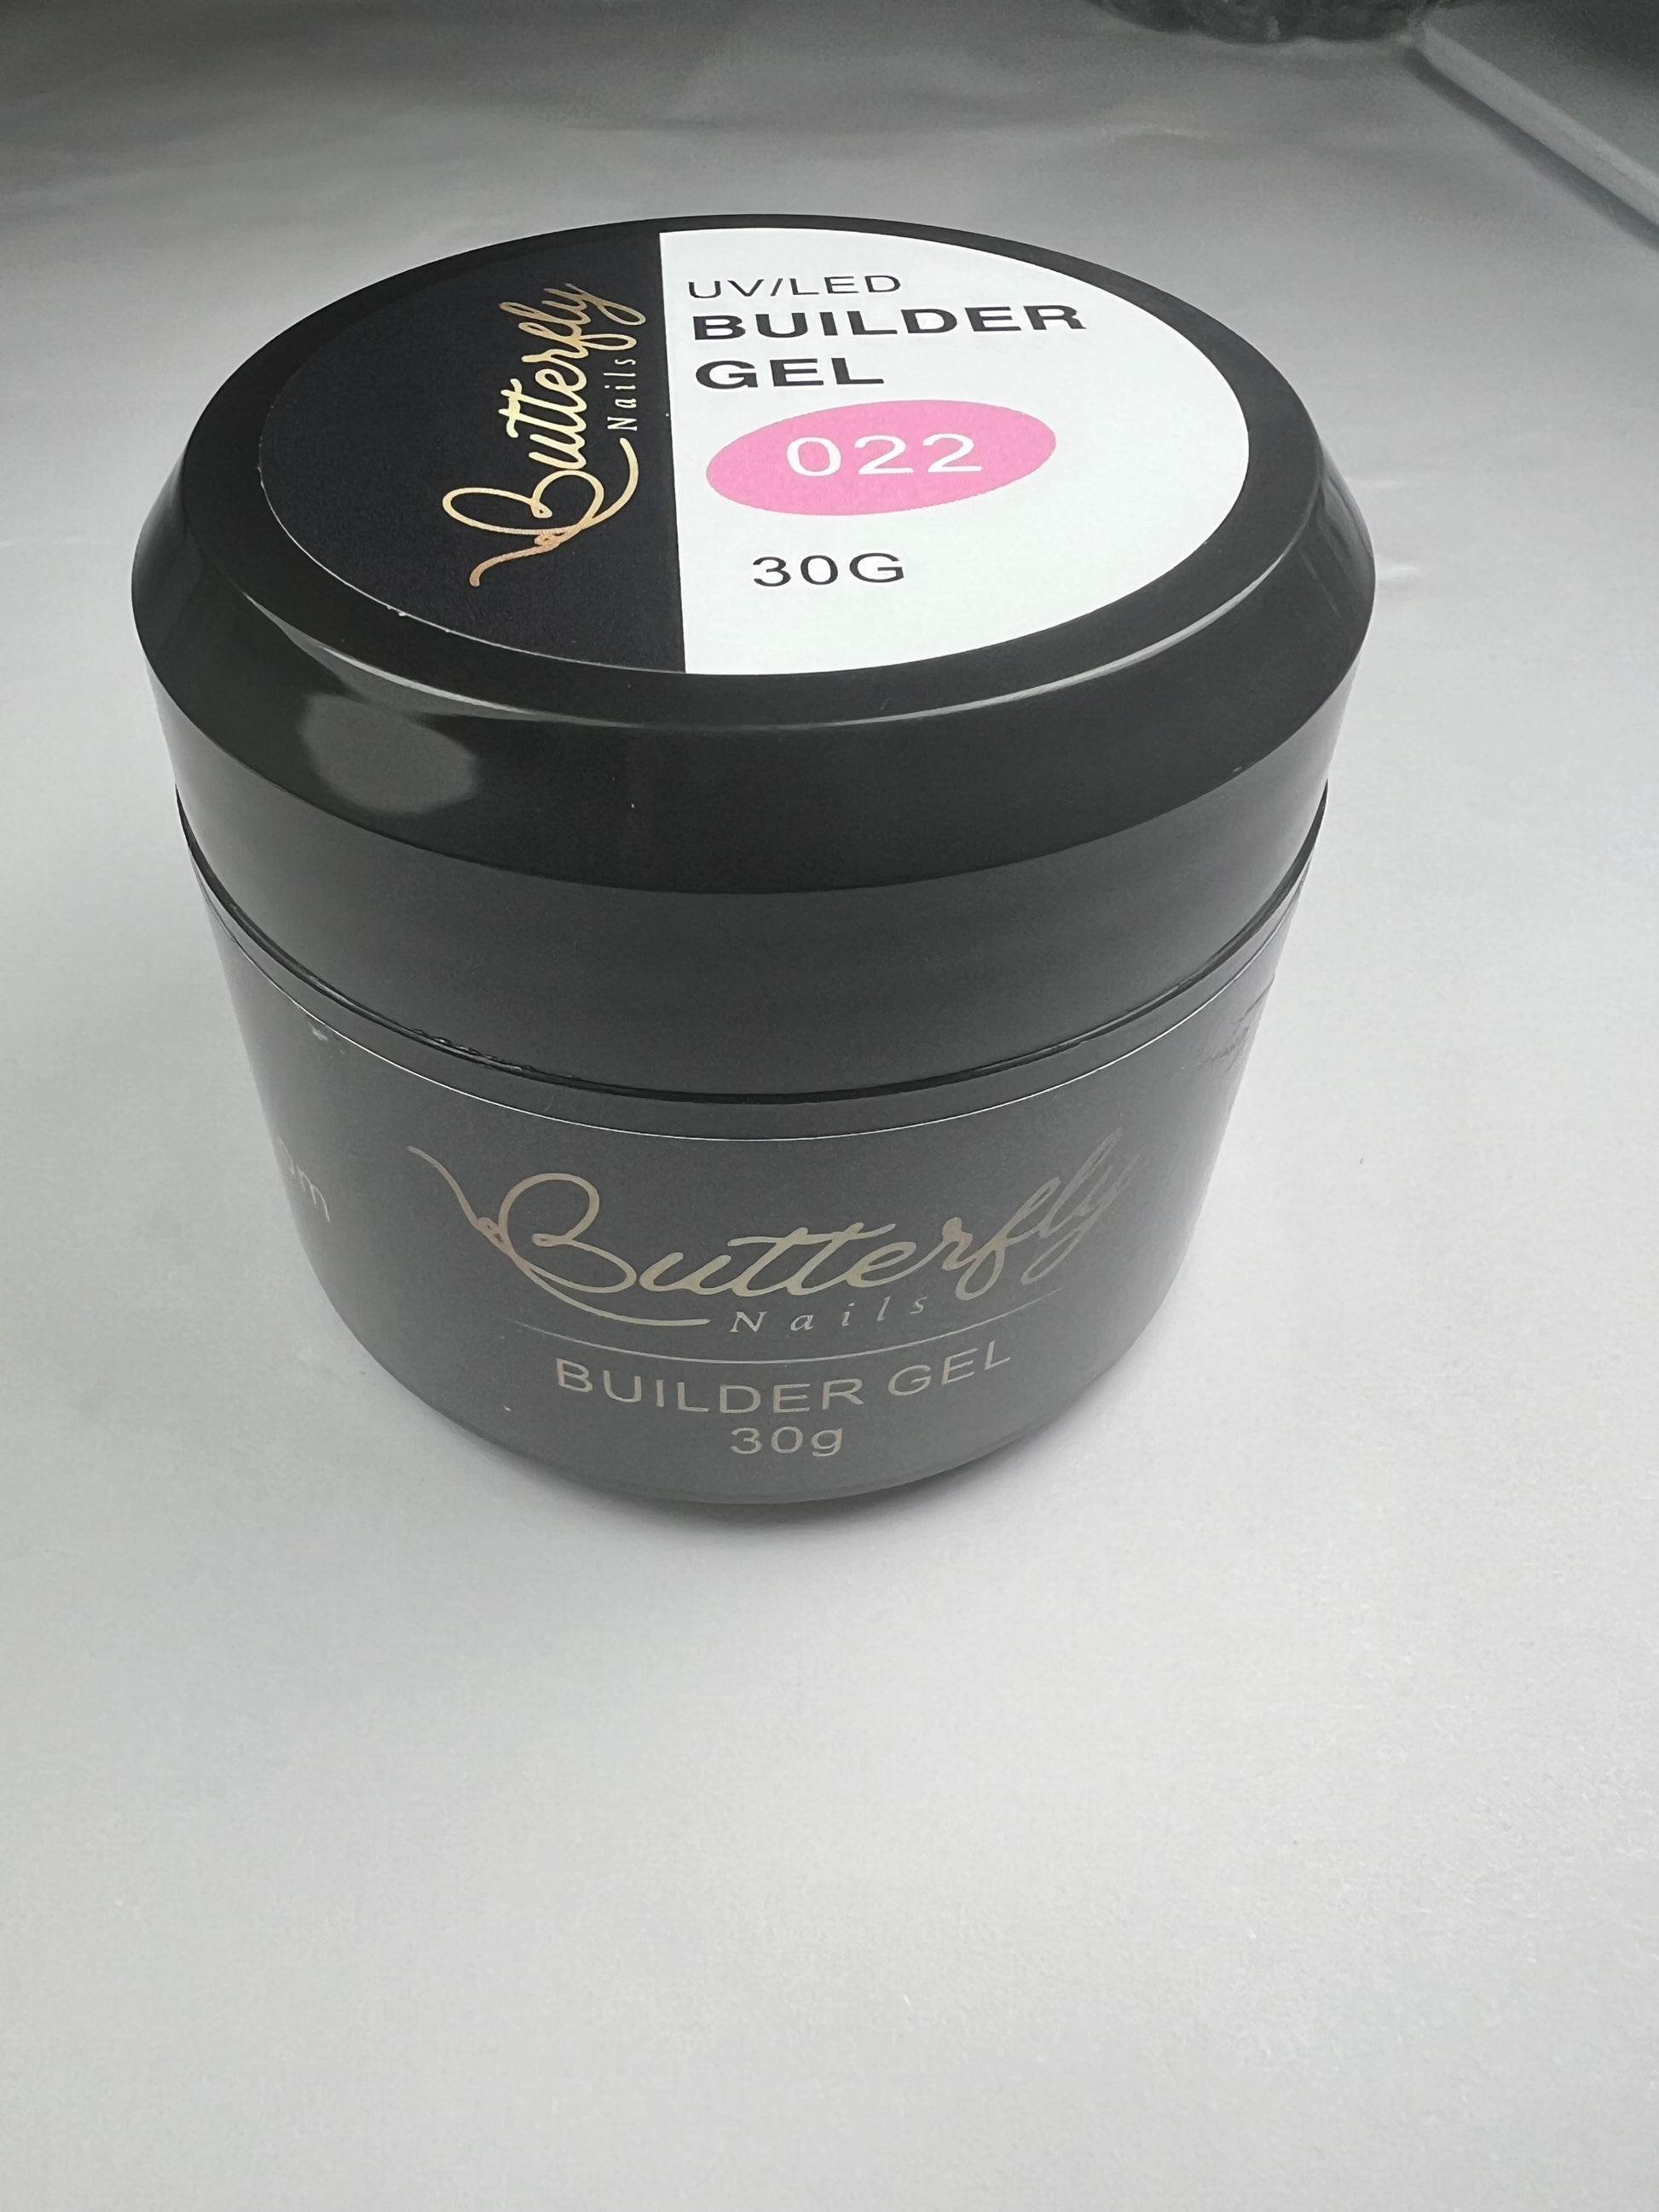 Butterfly
Nails
UV/LED
BUILDER
GEL
022
30G
Butterfly
Nails
BUILDER GEL
30g